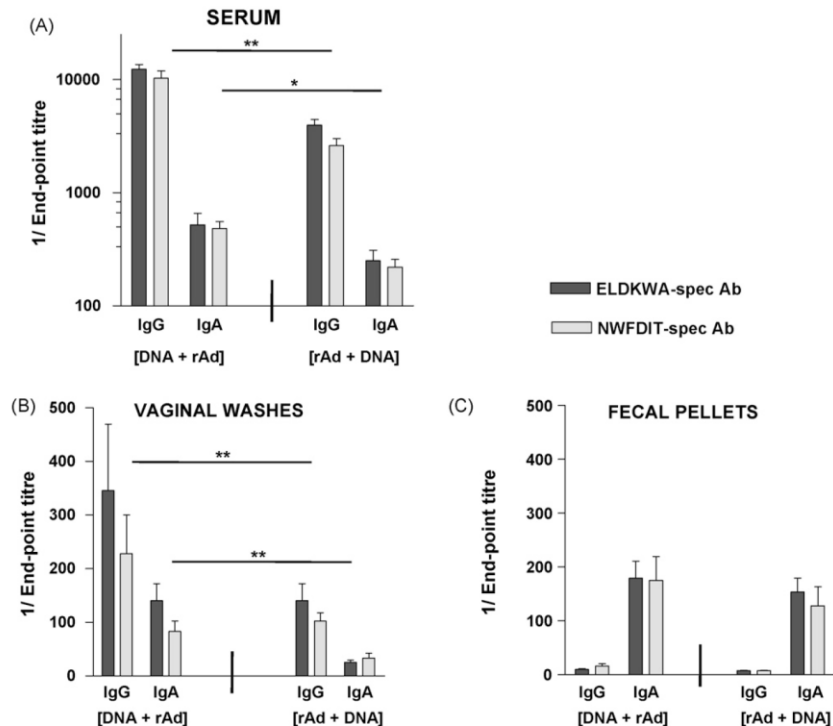 (A)
SERUM
**
*
10000
1000
100
1/ End-point titre
IgG IgA IgG IgA
[DNA + rAd] [rAd + DNA]
ELDKWA-spec Ab
NWFDIT-spec Ab
(B)
VAGINAL WASHES
**
**
500
400
300
200
100
0
1/ End-point titre
IgG IgA IgG IgA
[DNA + rAd] [rAd + DNA]
(C)
FECAL PELLETS
500
400
300
200
100
0
1/ End-point titre
IgG IgA IgG IgA
[DNA + rAd] [rAd + DNA]